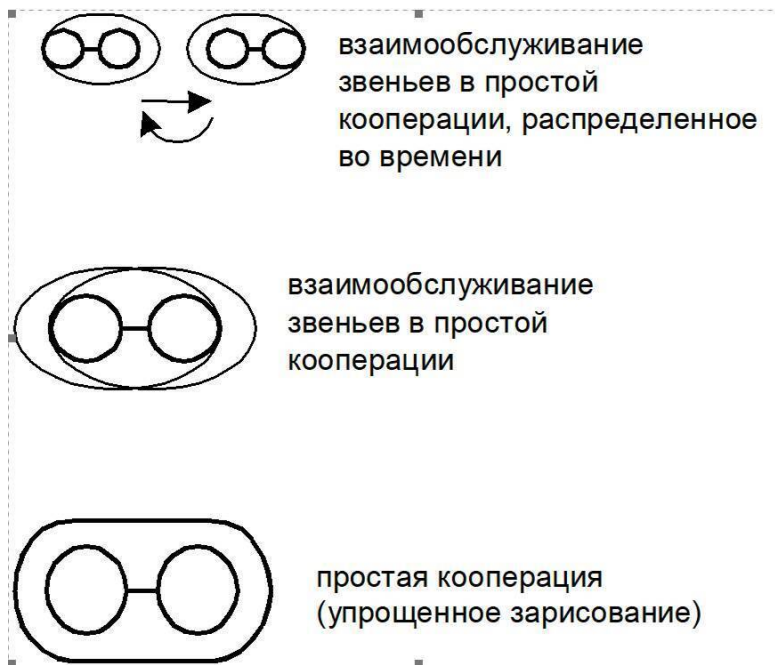 взаимообслуживание
звеньев в простой
кооперации, распределенное
во времени
взаимообслуживание
звеньев в простой
кооперации
простая кооперация
(упрощенное зарисование)